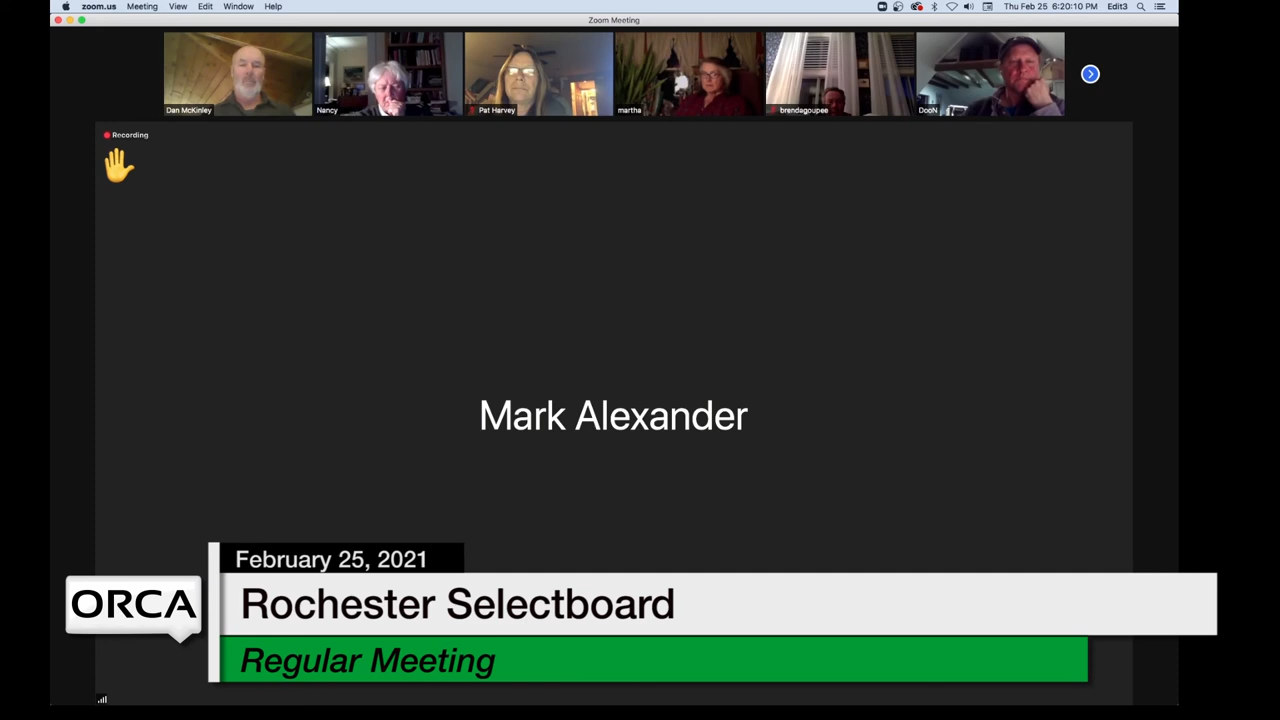 zoom.us Meeting View Edit Window Help Thu Feb 25 6:20:10 PM Edit3
Zoom Meeting
Dan McKinley Nancy Pat Harvey martha brendagoupee DooN
Recording
Mark Alexander
February 25, 2021
ORCA
Rochester Selectboard
Regular Meeting